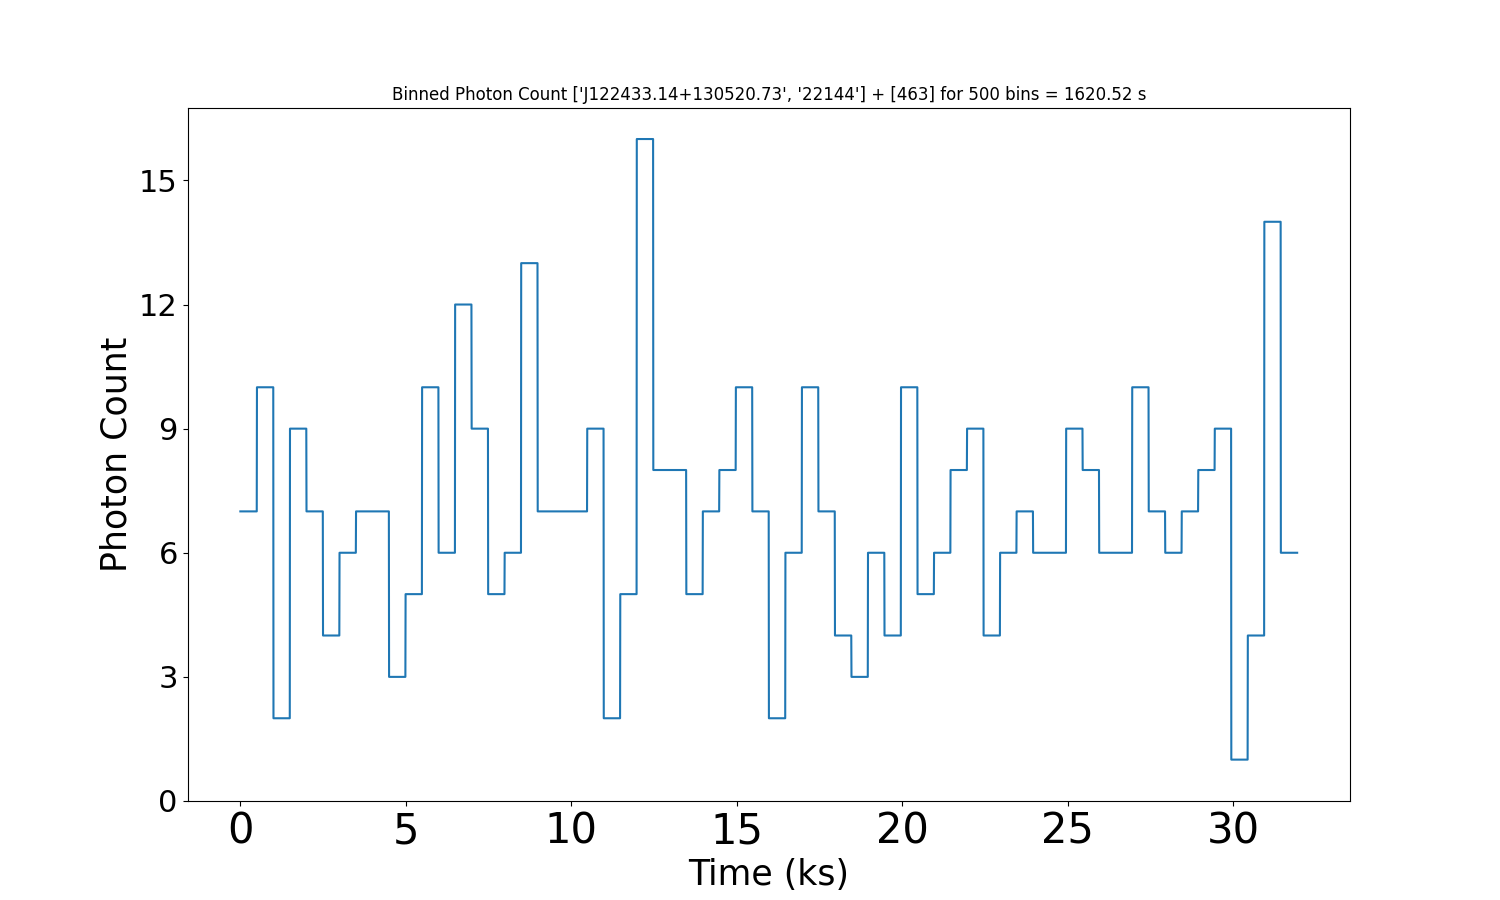 Binned Photon Count ['J122433.14+130520.73', '22144'] + [463] for 500 bins = 1620.52 s
15
12
9
6
3
0
Photon Count
0 5 10 15 20 25 30
Time (ks)